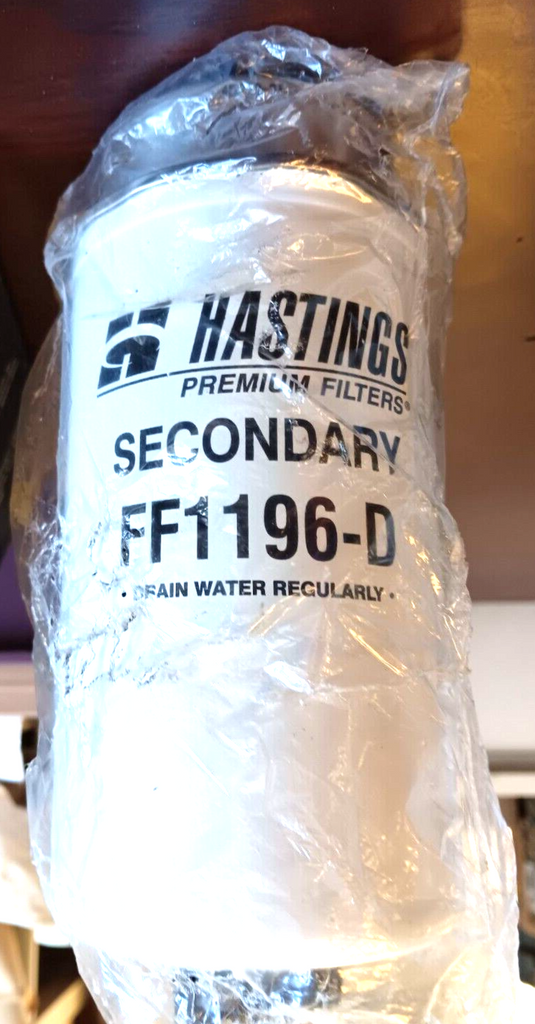 HASTINGS
PREMIUM FILTERS®
SECONDARY
FF1196-D
• DRAIN WATER REGULARLY •